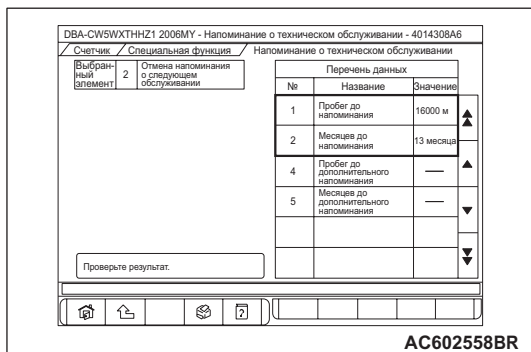 DBA-CW5WXTHHZ1 2006MY - Напоминание о техническом обслуживании - 4014308A6
Счетчик Специальная функция Напоминание о техническом обслуживании
Выбран-
ный
элемент
2
Отмена напоминания
о следующем
обслуживании
Перечень данных
№ Название Значение
1 Пробег до
напоминания 16000 м
2 Месяцев до
напоминания 13 месяца
4 Пробег до
дополнительного
напоминания —
5 Месяцев до
дополнительного
напоминания —
Проверьте результат.
?
AC602558BR